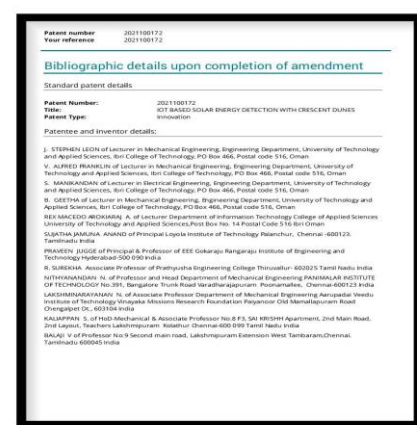 Patent number 2021100172
Your reference 2021100172
Bibliographic details upon completion of amendment
Standard patent details
Patent Number: 2021100172
Title: IOT BASED SOLAR ENERGY DETECTION WITH CRESCENT DUNES
Patent Type: Innovation
Patentee and inventor details:
J. STEPHEN LEON of Lecturer in Mechanical Engineering, Engineering Department, University of Technology
and Applied Sciences, Ibri College of Technology, PO Box 466, Postal code 516, Oman
V. ALFRED FRANKLIN of Lecturer in Mechanical Engineering, Engineering Department, University of
Technology and Applied Sciences, Ibri College of Technology, PO Box 466, Postal code 516, Oman
S. MANIKANDAN of Lecturer in Electrical Engineering, Engineering Department, University of Technology
and Applied Sciences, Ibri College of Technology, PO Box 466, Postal code 516, Oman
B. GEETHA of Lecturer in Mechanical Engineering, Engineering Department, University of Technology and
Applied Sciences, Ibri College of Technology, PO Box 466, Postal code 516, Oman
REX MACEDO AROKIARAJ A. of Lecturer Department of Information Technology College of Applied Sciences
University of Technology and Applied Sciences,Post Box No. 14 Postal Code 516 Ibri Oman
SUJATHA JAMUNA ANAND of Principal Loyola Institute of Technology Palanchur, Chennai -600123.
Tamilnadu India
PRAVEEN JUGGE of Principal & Professor of EEE Gokaraju Rangaraju Institute of Engineering and
Technology Hyderabad-500 090 India
R. SUREKHA Associate Professor of Prathyusha Engineering College Thiruvallur- 602025 Tamil Nadu India
NITHYANANDAN N. of Professor and Head Department of Mechanical Engineering PANIMALAR INSTITUTE
OF TECHNOLOGY No.391, Bangalore Trunk Road Varadharajapuram Poonamallee, Chennai-600123 India
LAKSHMINARAYANAN N. of Associate Professor Department of Mechanical Engineering Aarupadai Veedu
Institute of Technology Vinayaka Missions Research Foundation Paiyanoor Old Mamallapuram Road
Chengalpet Dt., 603104 India
KALIAPPAN S. of HoD-Mechanical & Associate Professor No.8 F3, SAI KRISHH Apartment, 2nd Main Road,
2nd Layout, Teachers Lakshmipuram Kolathur Chennai-600 099 Tamil Nadu India
BALAJI V of Professor No:9 Second main road, Lakshmipuram Extension West Tambaram,Chennai.
Tamilnadu 600045 India